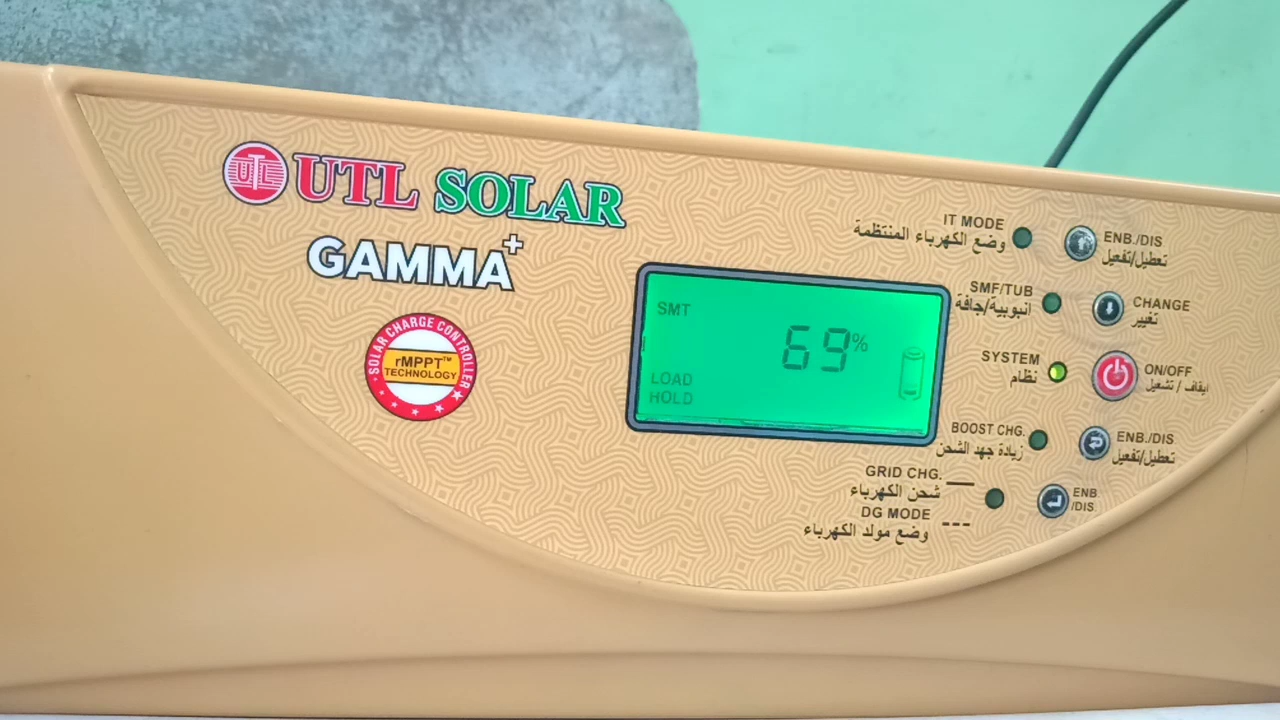 UTL
UTL SOLAR
GAMMA+
SOLAR CHARGE CONTROLLER
rMPPT™
TECHNOLOGY
SMT
69%
LOAD
HOLD
IT MODE
وضع الكهرباء المنتظمة
ENB./DIS
تعطيل/تفعيل
SMF/TUB
انبوبية/جافة
CHANGE
تغيير
SYSTEM
نظام
ON/OFF
ايقاف / تشغيل
BOOST CHG.
زيادة جهد الشحن
ENB./DIS
تعطيل/تفعيل
GRID CHG.
شحن الكهرباء
ENB
/DIS
DG MODE
وضع مولد الكهرباء